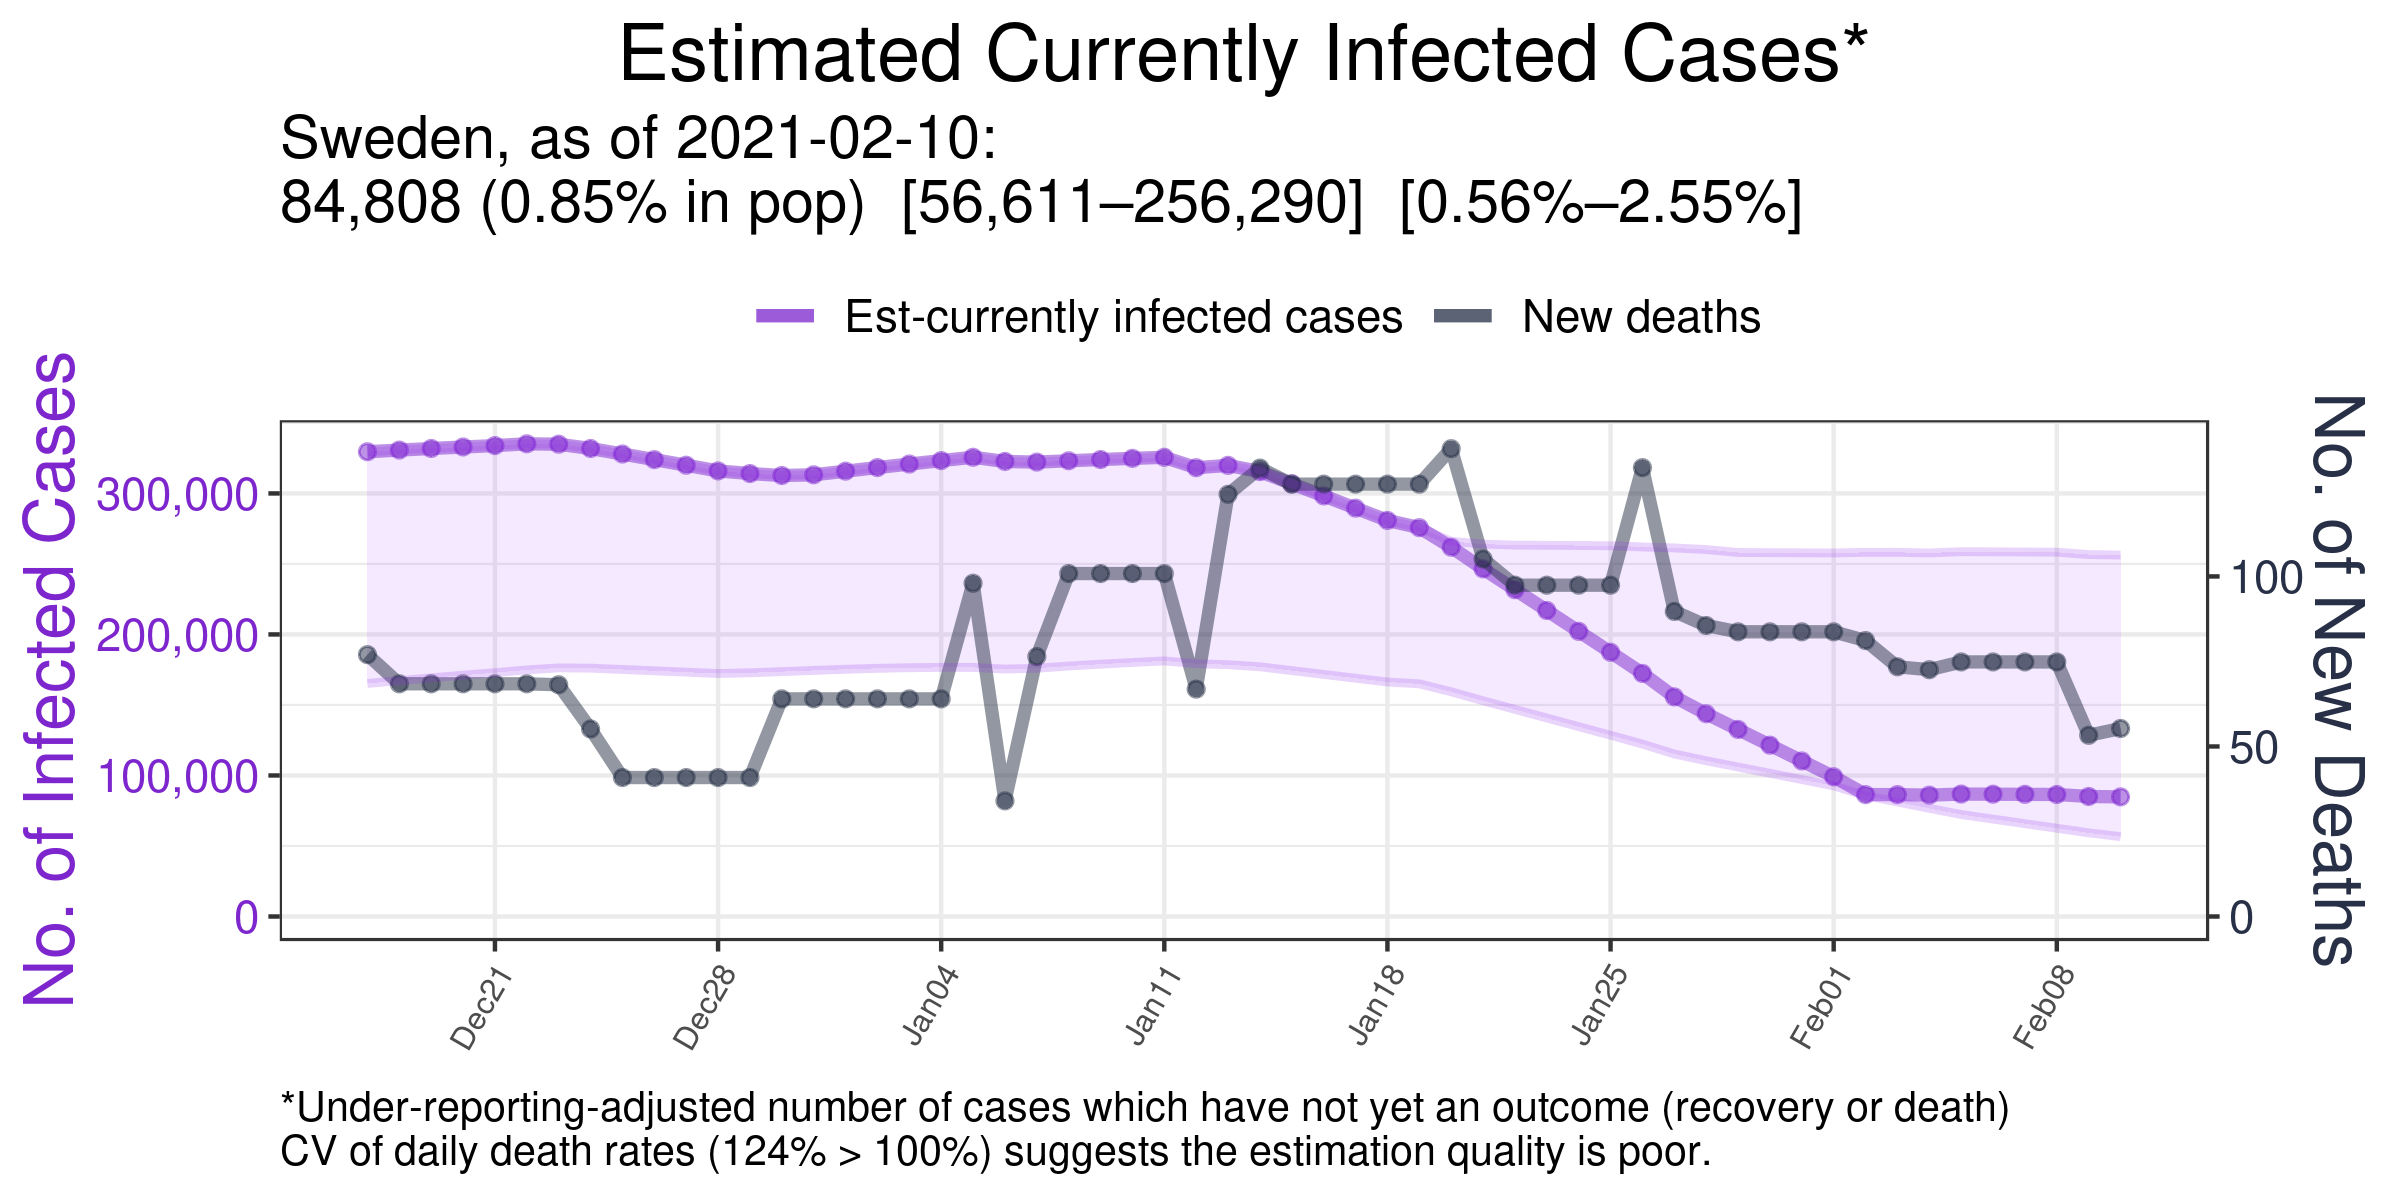 Estimated Currently Infected Cases*
Sweden, as of 2021-02-10:
84,808 (0.85% in pop)  [56,611–256,290]  [0.56%–2.55%]
Est-currently infected cases
New deaths
No. of Infected Cases
300,000
200,000
100,000
0
100
50
0
No. of New Deaths
Dec21
Dec28
Jan04
Jan11
Jan18
Jan25
Feb01
Feb08
*Under-reporting-adjusted number of cases which have not yet an outcome (recovery or death)
CV of daily death rates (124% > 100%) suggests the estimation quality is poor.